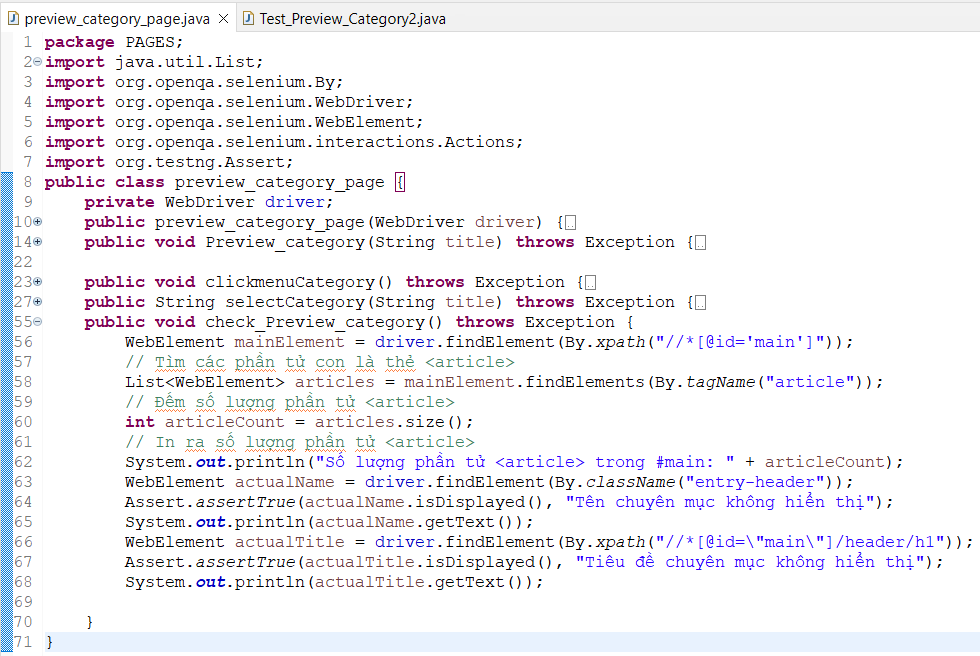 preview_category_page.java Test_Preview_Category2.java
1 package PAGES;
2 import java.util.List;
3 import org.openqa.selenium.By;
4 import org.openqa.selenium.WebDriver;
5 import org.openqa.selenium.WebElement;
6 import org.openqa.selenium.interactions.Actions;
7 import org.testng.Assert;
8 public class preview_category_page {
9     private WebDriver driver;
10     public preview_category_page(WebDriver driver) {
14     public void Preview_category(String title) throws Exception {
22
23     public void clickmenuCategory() throws Exception {
27     public String selectCategory(String title) throws Exception {
55     public void check_Preview_category() throws Exception {
56         WebElement mainElement = driver.findElement(By.xpath("//*[@id='main']"));
57         // Tìm các phần tử con là thẻ <article>
58         List<WebElement> articles = mainElement.findElements(By.tagName("article"));
59         // Đếm số lượng phần tử <article>
60         int articleCount = articles.size();
61         // In ra số lượng phần tử <article>
62         System.out.println("Số lượng phần tử <article> trong #main: " + articleCount);
63         WebElement actualName = driver.findElement(By.className("entry-header"));
64         Assert.assertTrue(actualName.isDisplayed(), "Tên chuyên mục không hiển thị");
65         System.out.println(actualName.getText());
66         WebElement actualTitle = driver.findElement(By.xpath("//*[@id=\"main\"]/header/h1"));
67         Assert.assertTrue(actualTitle.isDisplayed(), "Tiêu đề chuyên mục không hiển thị");
68         System.out.println(actualTitle.getText());
69
70     }
71 }